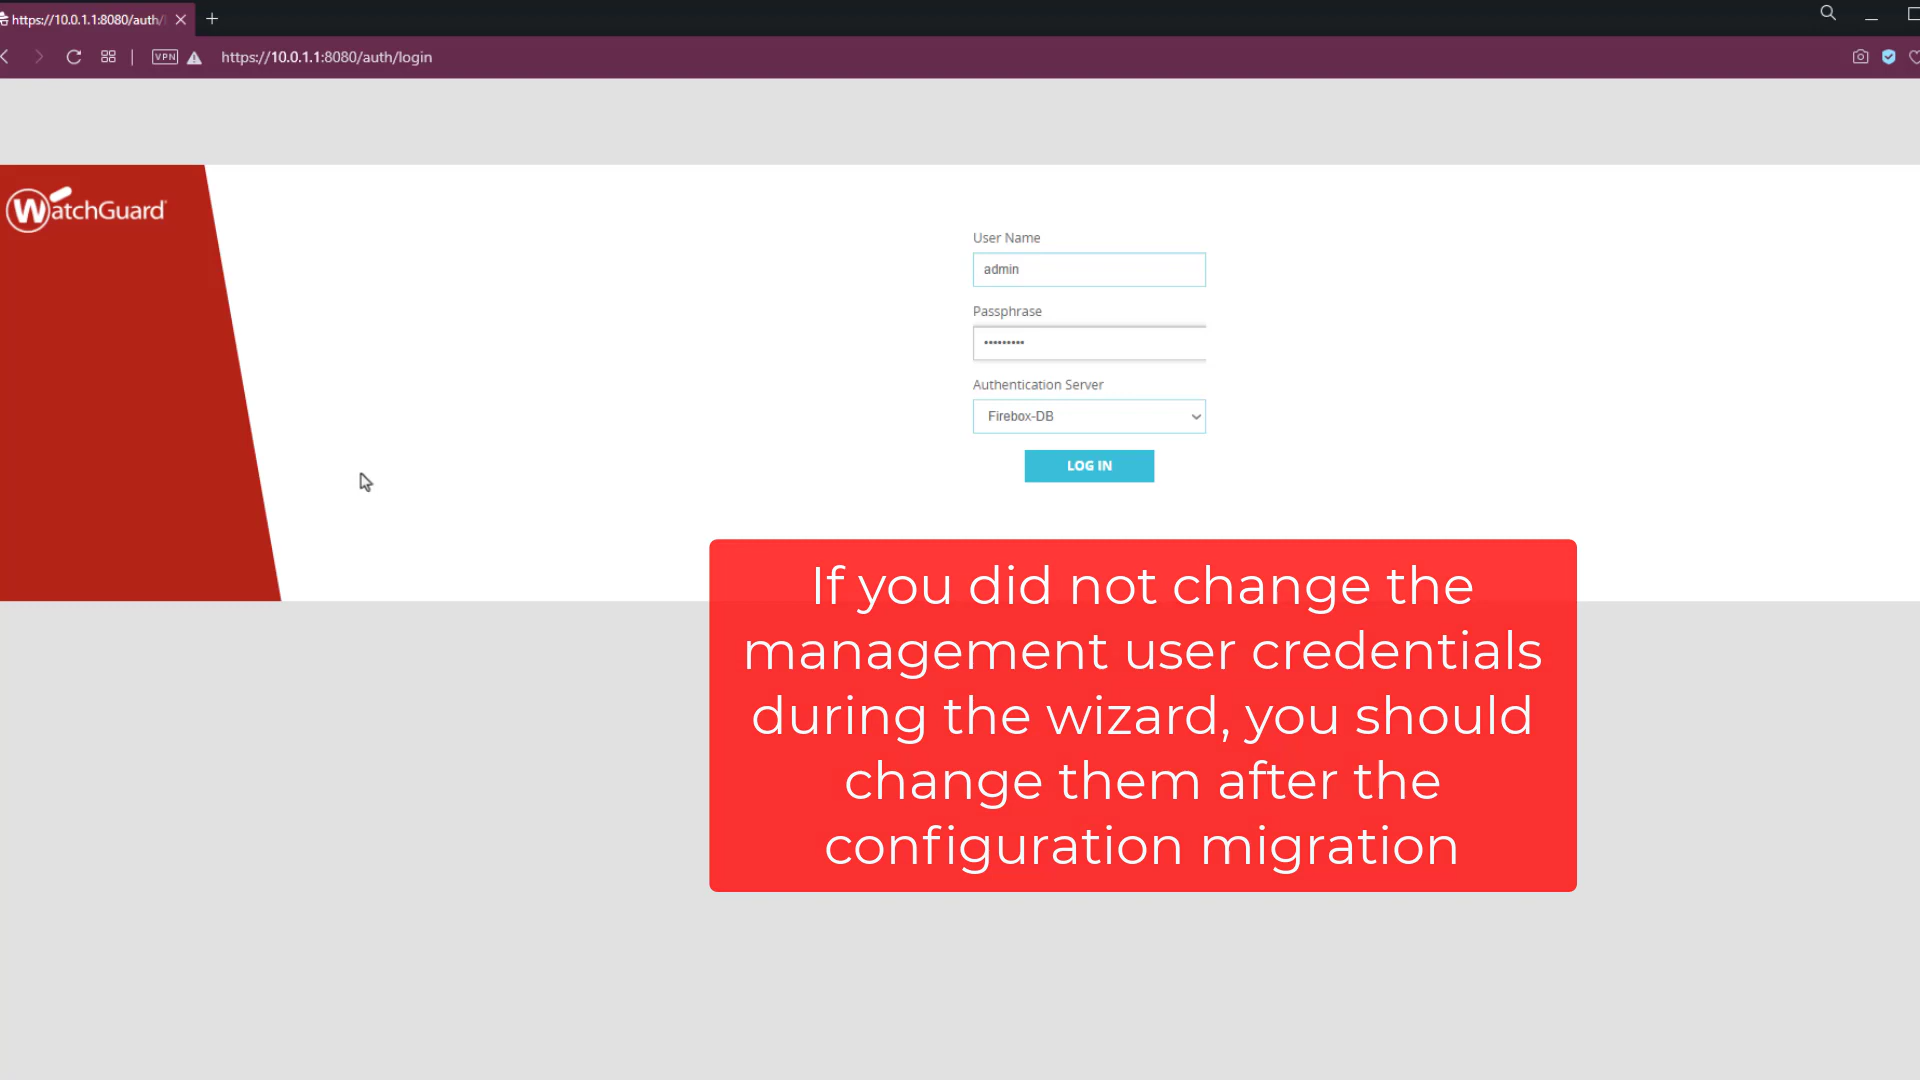 https://10.0.1.1:8080/auth/
VPN
https://10.0.1.1:8080/auth/login
WatchGuard
User Name
admin
Passphrase
•••••••••
Authentication Server
Firebox-DB
LOG IN
If you did not change the
management user credentials
during the wizard, you should
change them after the
configuration migration